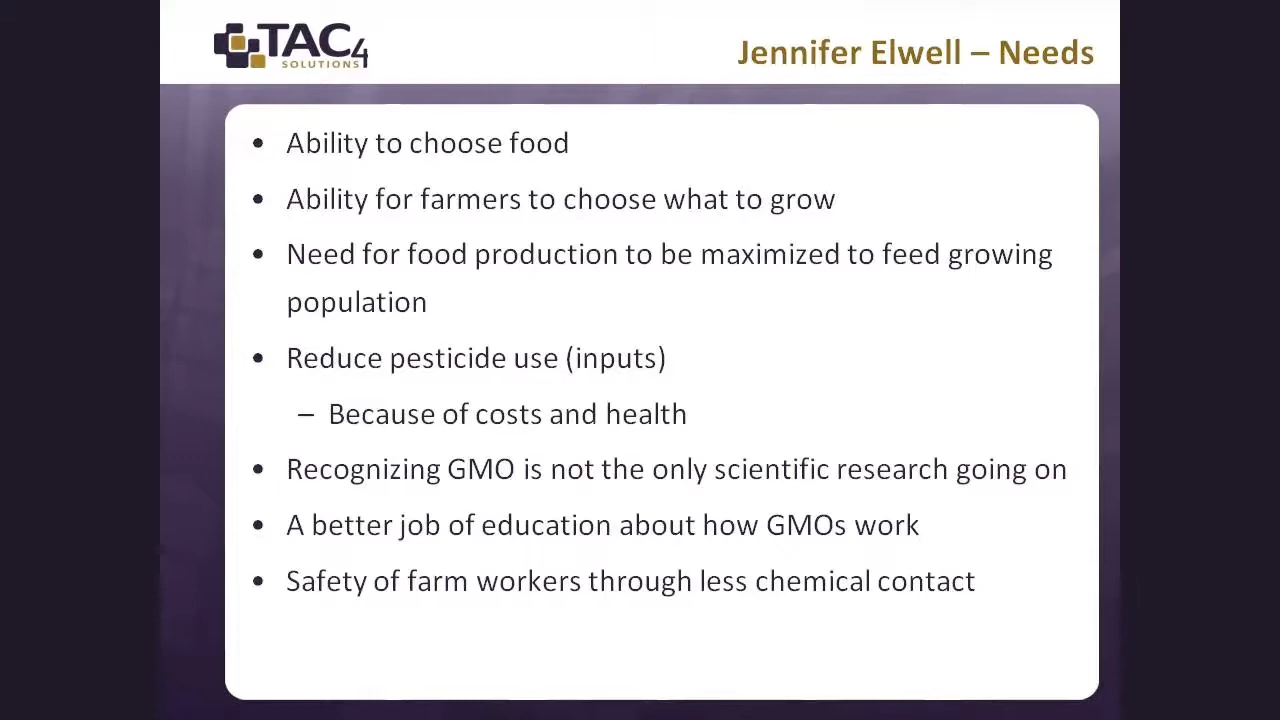 TAC4
SOLUTIONS
Jennifer Elwell – Needs
• Ability to choose food
• Ability for farmers to choose what to grow
• Need for food production to be maximized to feed growing
population
• Reduce pesticide use (inputs)
– Because of costs and health
• Recognizing GMO is not the only scientific research going on
• A better job of education about how GMOs work
• Safety of farm workers through less chemical contact